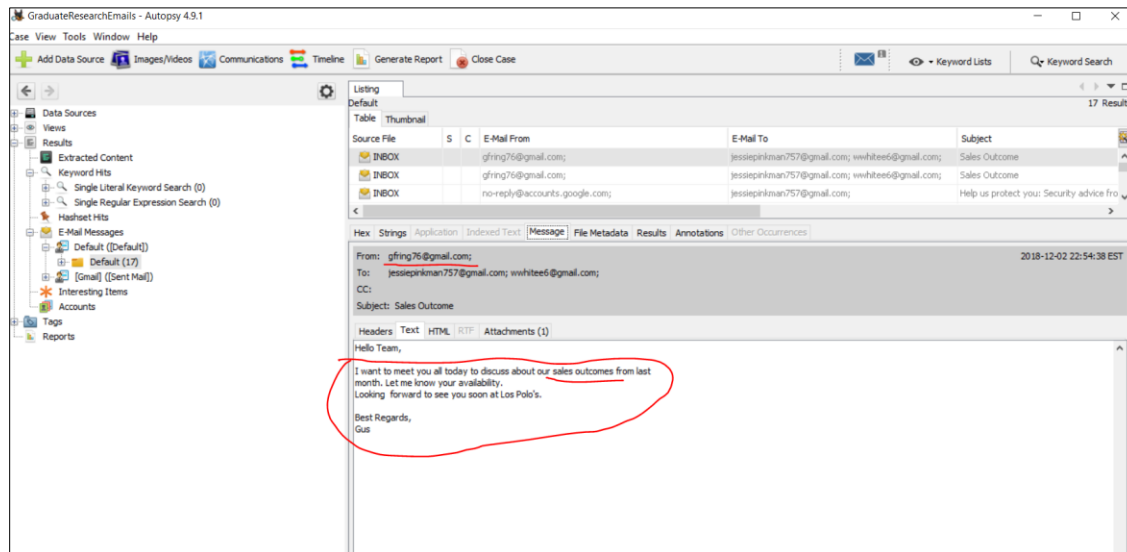 GraduateResearchEmails - Autopsy 4.9.1
Case View Tools Window Help
Add Data Source Images/Videos Communications Timeline Generate Report Close Case Keyword Lists Keyword Search
Listing
Default
17 Result
Table Thumbnail
Source File S C E-Mail From E-Mail To Subject
INBOX gfring76@gmail.com; jessiepinkman757@gmail.com; wwhitee6@gmail.com; Sales Outcome
INBOX gfring76@gmail.com; jessiepinkman757@gmail.com; wwhitee6@gmail.com; Sales Outcome
INBOX no-reply@accounts.google.com; jessiepinkman757@gmail.com; Help us protect you: Security advice fro
Data Sources
Views
Results
Extracted Content
Keyword Hits
Single Literal Keyword Search (0)
Single Regular Expression Search (0)
Hashset Hits
E-Mail Messages
Default ([Default])
Default (17)
[Gmail] ([Sent Mail])
Interesting Items
Accounts
Tags
Reports
Hex Strings Application Indexed Text Message File Metadata Results Annotations Other Occurrences
From: gfring76@gmail.com; 2018-12-02 22:54:38 EST
To: jessiepinkman757@gmail.com; wwhitee6@gmail.com;
CC:
Subject: Sales Outcome
Headers Text HTML RTF Attachments (1)
Hello Team,
I want to meet you all today to discuss about our sales outcomes from last
month. Let me know your availability.
Looking forward to see you soon at Los Polo's.
Best Regards,
Gus